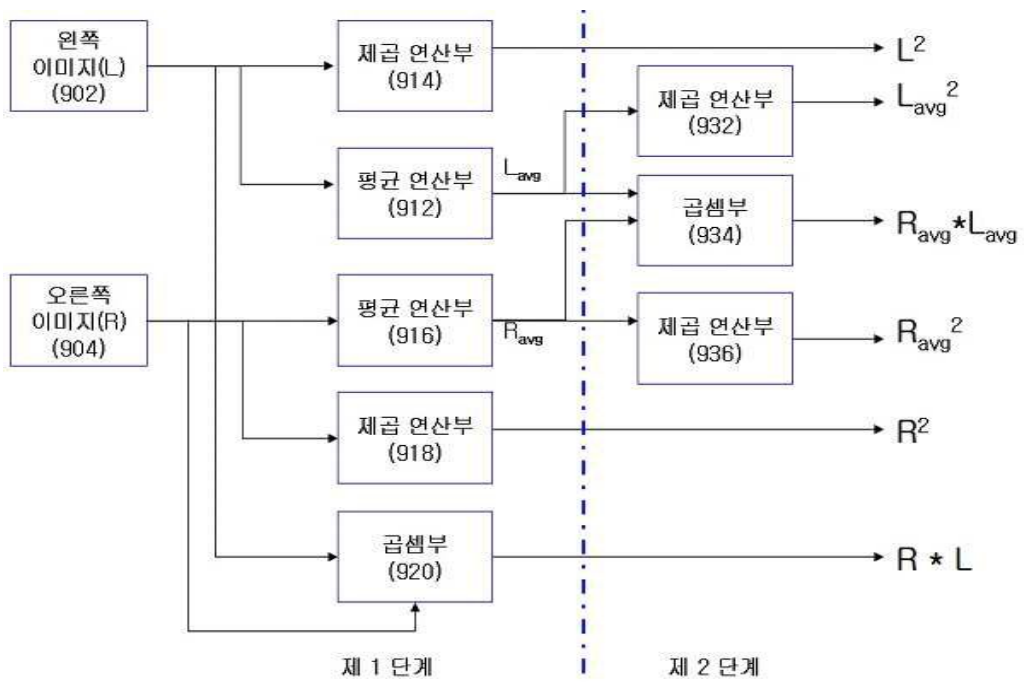 왼쪽
이미지(L)
(902)
제곱 연산부
(914)
L²
제곱 연산부
(932)
L_avg²
평균 연산부
(912)
L_avg
곱셈부
(934)
R_avg*L_avg
오른쪽
이미지(R)
(904)
평균 연산부
(916)
R_avg
제곱 연산부
(936)
R_avg²
제곱 연산부
(918)
R²
곱셈부
(920)
R * L
제 1 단계
제 2 단계